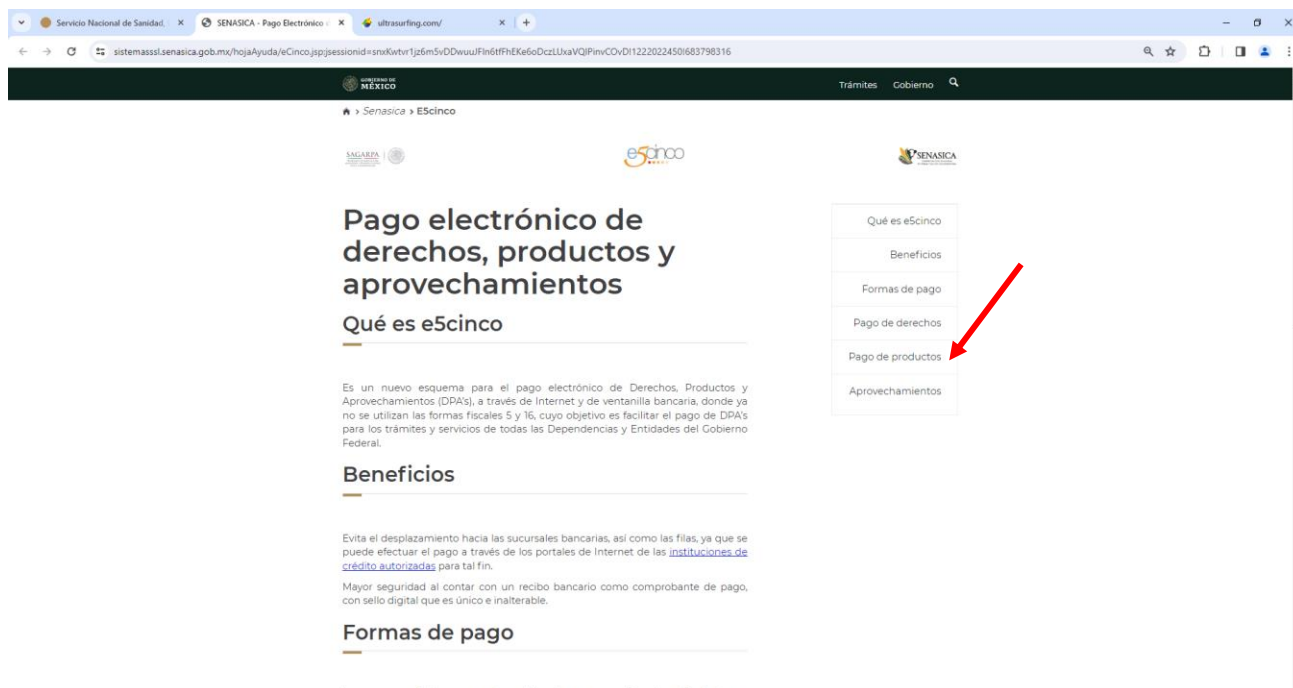 Servicio Nacional de Sanidad,
SENASICA - Pago Electrónico
ultrasurfing.com/
sistemasssl.senasica.gob.mx/hojaAyuda/eCinco.jsp;jsessionid=snxKwtvr1jz6m5vDDwuuJFln6tfFhEKe6oDczLUxaVQlPinvCOvDl1222022450!683798316
GOBIERNO DE
MÉXICO
Trámites Gobierno
> Senasica > E5cinco
SAGARPA
e5cinco
SENASICA
Pago electrónico de
derechos, productos y
aprovechamientos
Qué es e5cinco
Beneficios
Formas de pago
Pago de derechos
Pago de productos
Aprovechamientos
Qué es e5cinco
Es un nuevo esquema para el pago electrónico de Derechos, Productos y
Aprovechamientos (DPA's), a través de Internet y de ventanilla bancaria, donde ya
no se utilizan las formas fiscales 5 y 16, cuyo objetivo es facilitar el pago de DPA's
para los trámites y servicios de todas las Dependencias y Entidades del Gobierno
Federal.
Beneficios
Evita el desplazamiento hacia las sucursales bancarias, así como las filas, ya que se
puede efectuar el pago a través de los portales de Internet de las instituciones de
crédito autorizadas para tal fin.
Mayor seguridad al contar con un recibo bancario como comprobante de pago,
con sello digital que es único e inalterable.
Formas de pago